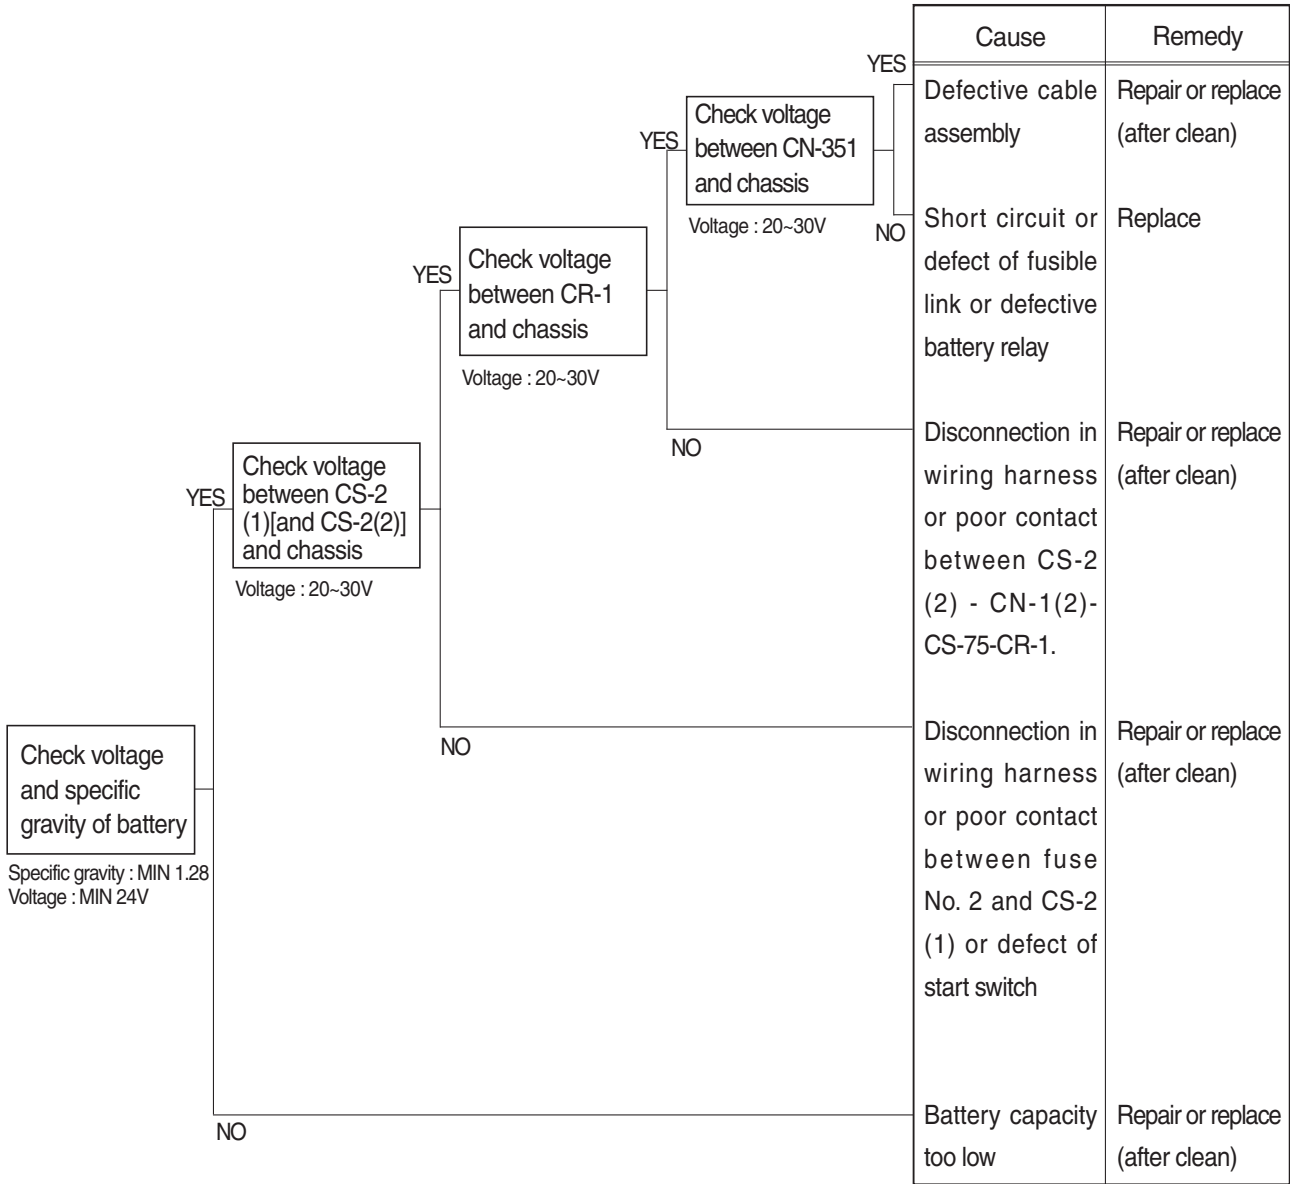 Cause
Remedy
YES
Defective cable
assembly
Repair or replace
(after clean)
Check voltage
between CN-351
and chassis
YES
Voltage : 20~30V
NO
Short circuit or
defect of fusible
link or defective
battery relay
Replace
Check voltage
between CR-1
and chassis
YES
Voltage : 20~30V
NO
Disconnection in
wiring harness
or poor contact
between CS-2
(2) - CN-1(2)-
CS-75-CR-1.
Repair or replace
(after clean)
Check voltage
between CS-2
(1)[and CS-2(2)]
and chassis
YES
Voltage : 20~30V
NO
Disconnection in
wiring harness
or poor contact
between fuse
No. 2 and CS-2
(1) or defect of
start switch
Repair or replace
(after clean)
Check voltage
and specific
gravity of battery
Specific gravity : MIN 1.28
Voltage : MIN 24V
NO
Battery capacity
too low
Repair or replace
(after clean)